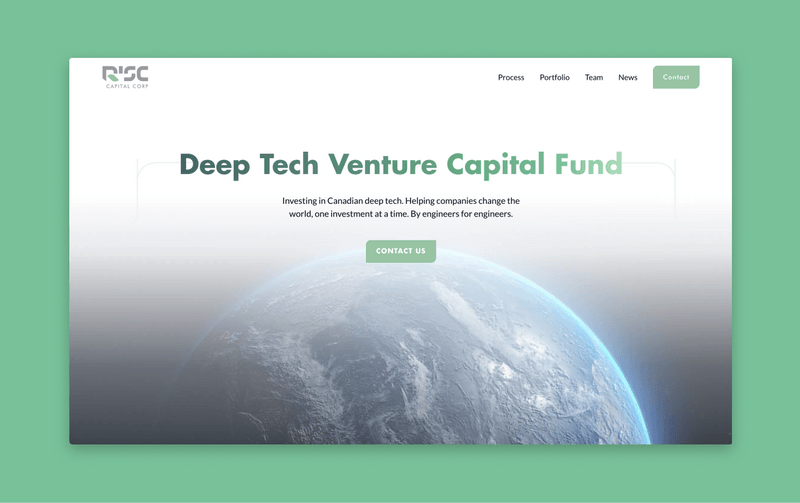 RISC
CAPITAL CORP
Process
Portfolio
Team
News
Contact
Deep Tech Venture Capital Fund
Investing in Canadian deep tech. Helping companies change the
world, one investment at a time. By engineers for engineers.
CONTACT US